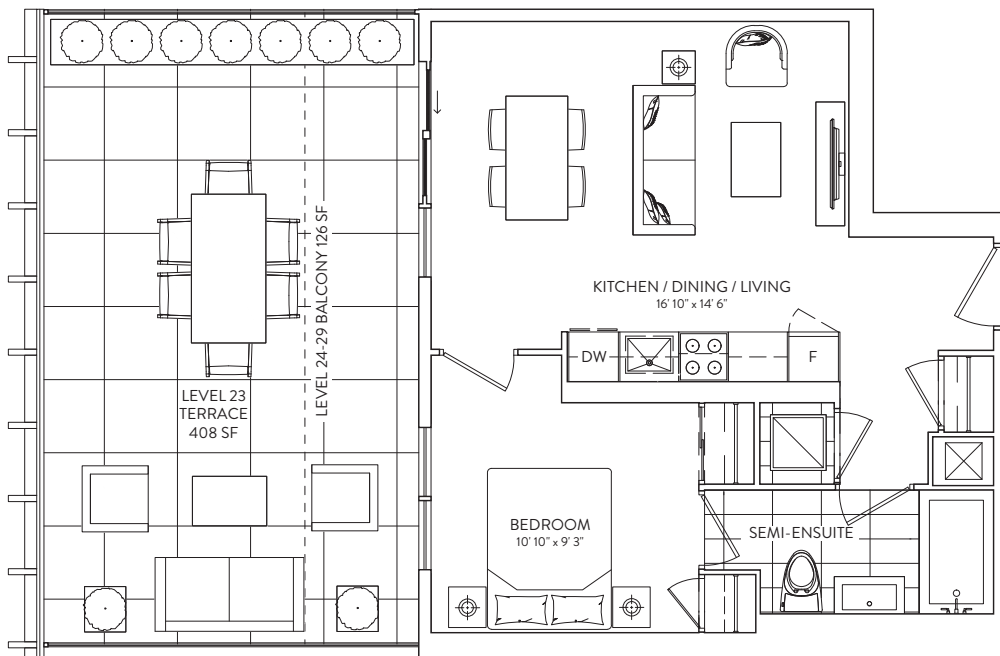 LEVEL 23
TERRACE
408 SF
LEVEL 24-29 BALCONY 126 SF
KITCHEN / DINING / LIVING
16' 10" x 14' 6"
DW
F
BEDROOM
10' 10" x 9' 3"
SEMI-ENSUITE